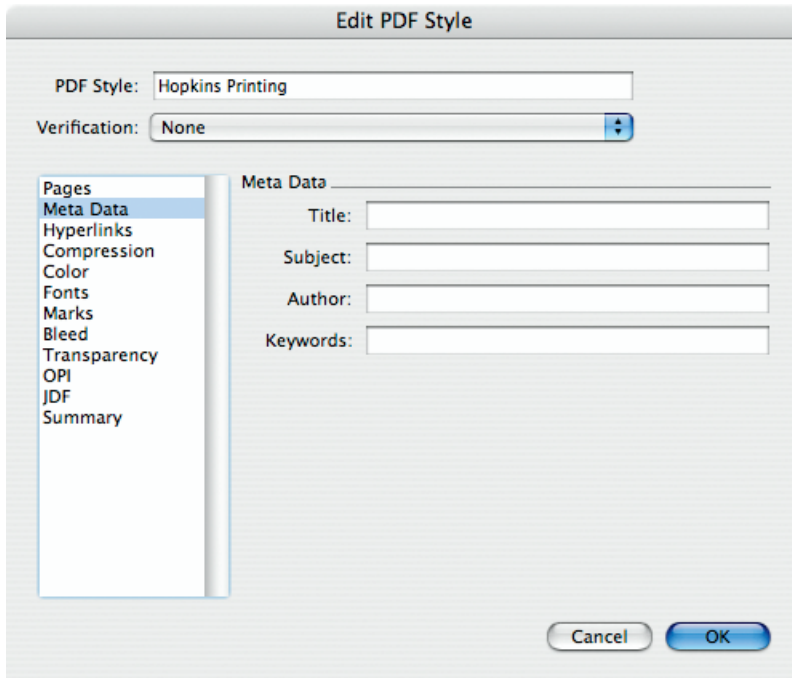 Edit PDF Style
PDF Style: Hopkins Printing
Verification: None
Pages
Meta Data
Hyperlinks
Compression
Color
Fonts
Marks
Bleed
Transparency
OPI
JDF
Summary
Meta Data
Title:
Subject:
Author:
Keywords:
Cancel OK